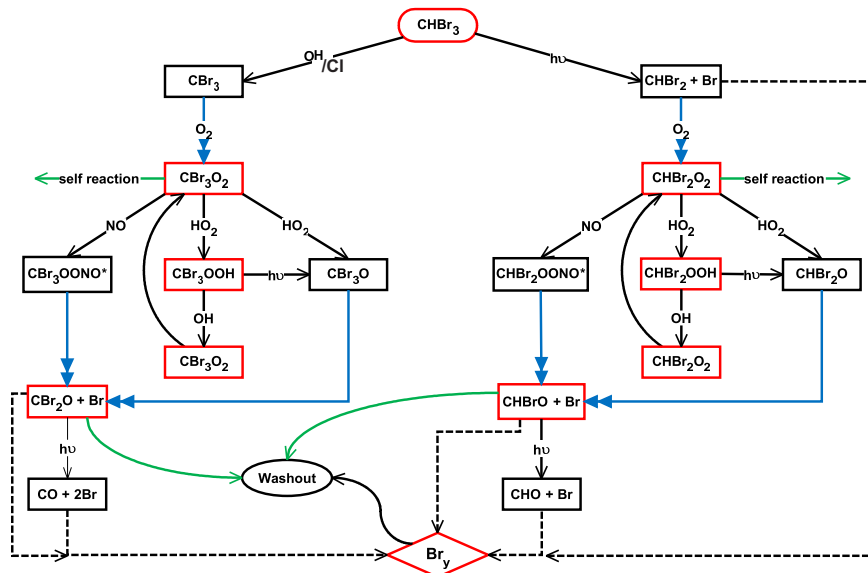 CHBr3
OH/Cl
hυ
CBr3
CHBr2 + Br
O2
O2
self reaction
CBr3O2
CHBr2O2
self reaction
NO
HO2
HO2
NO
HO2
HO2
CBr3OONO*
CBr3OOH
hυ
CBr3O
CHBr2OONO*
CHBr2OOH
hυ
CHBr2O
OH
OH
CBr3O2
CHBr2O2
CBr2O + Br
CHBrO + Br
hυ
hυ
Washout
CO + 2Br
CHO + Br
Bry